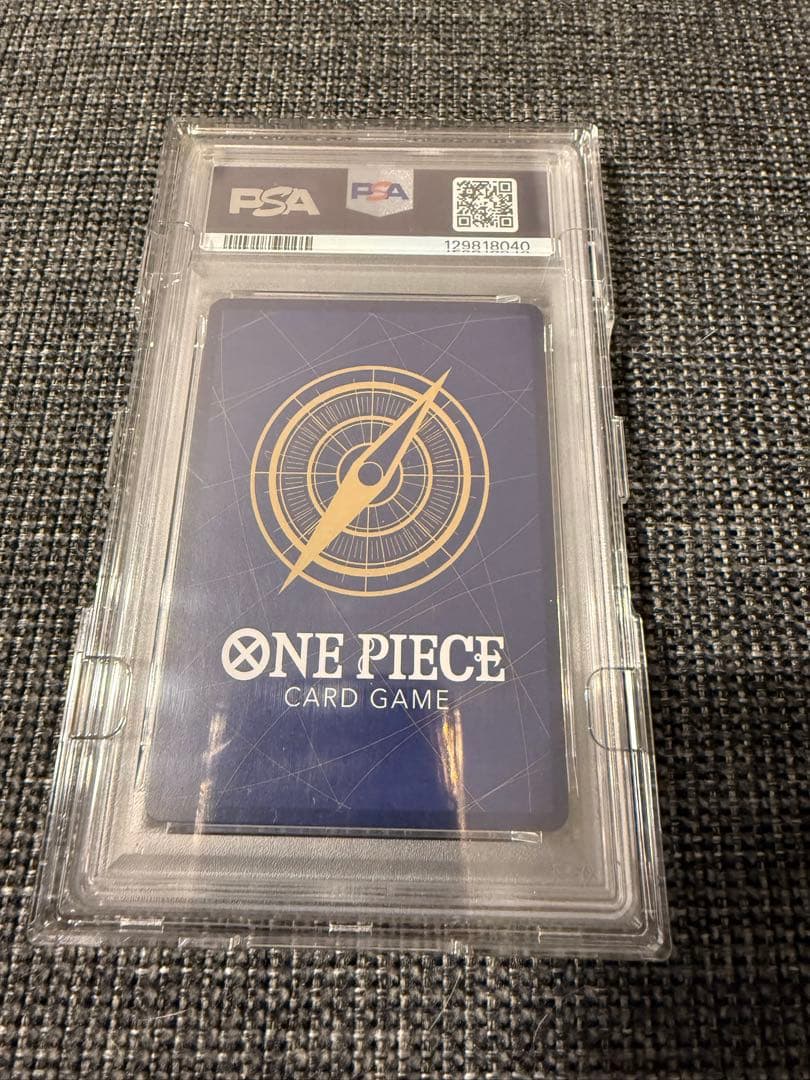 PSA
PSA
129818040
ONE PIECE
CARD GAME